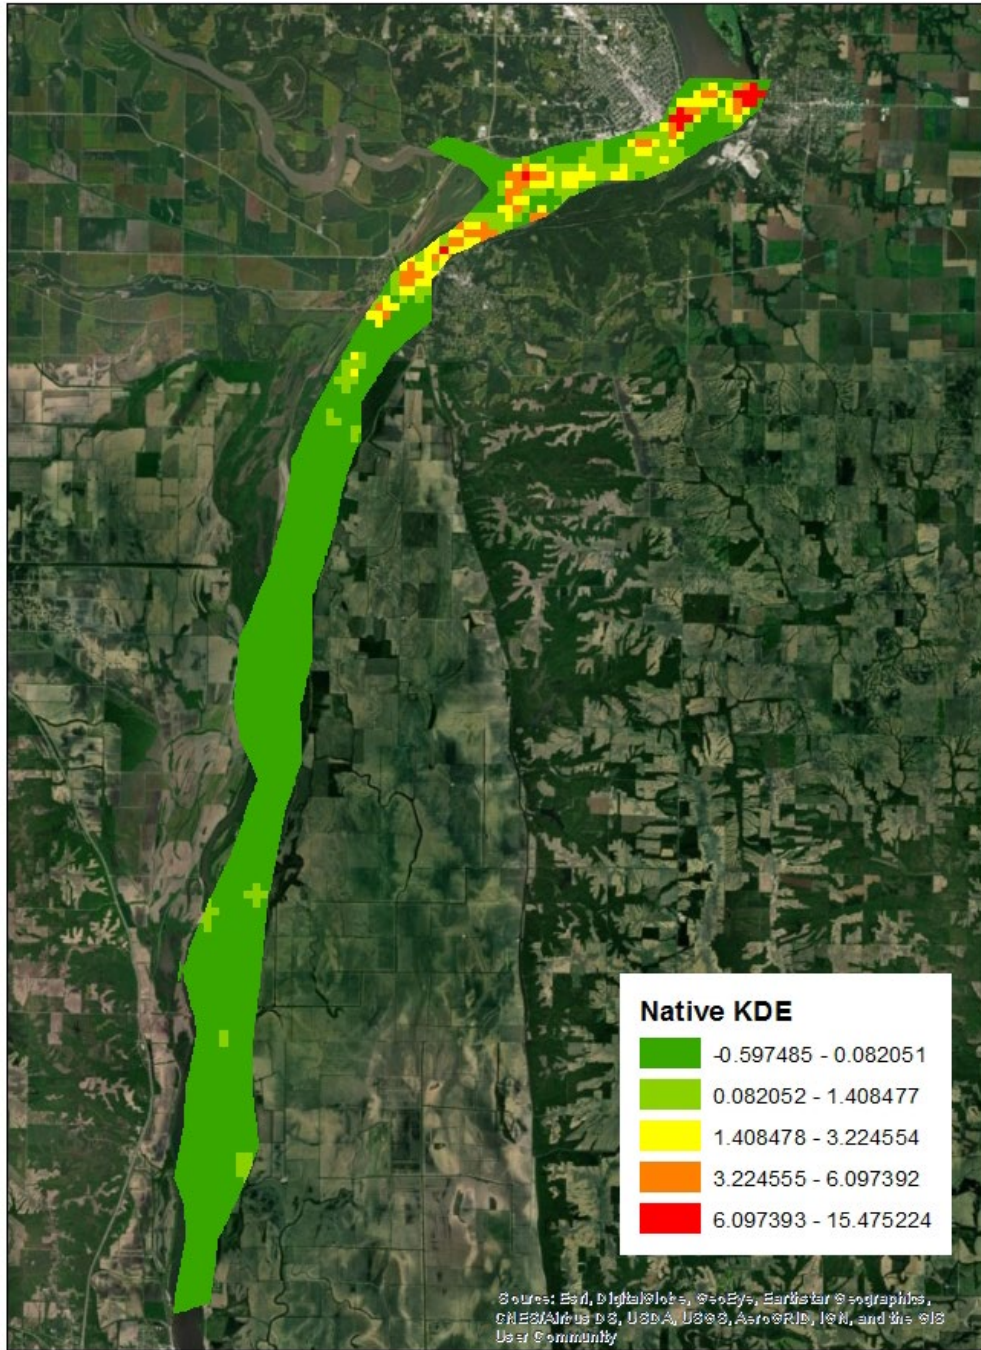 Native KDE
-0.597485 - 0.082051
0.082052 - 1.408477
1.408478 - 3.224554
3.224555 - 6.097392
6.097393 - 15.475224
Source: Esri, DigitalGlobe, GeoEye, Earthstar Geographics,
CNES/Airbus DS, USDA, USGS, AeroGRID, IGN, and the GIS
User Community